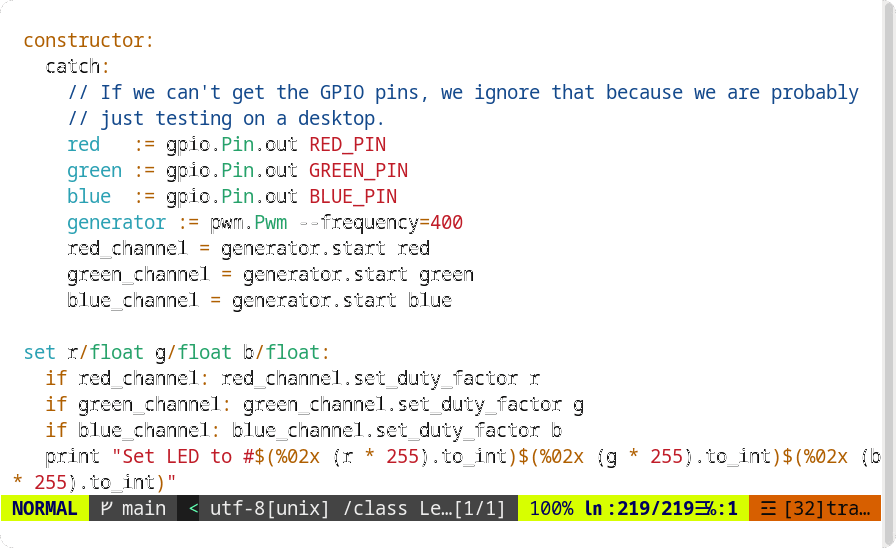 constructor:
catch:
// If we can't get the GPIO pins, we ignore that because we are probably
// just testing on a desktop.
red   := gpio.Pin.out RED_PIN
green := gpio.Pin.out GREEN_PIN
blue  := gpio.Pin.out BLUE_PIN
generator := pwm.Pwm --frequency=400
red_channel = generator.start red
green_channel = generator.start green
blue_channel = generator.start blue
set r/float g/float b/float:
if red_channel: red_channel.set_duty_factor r
if green_channel: green_channel.set_duty_factor g
if blue_channel: blue_channel.set_duty_factor b
print "Set LED to #$(%02x (r * 255).to_int)$(%02x (g * 255).to_int)$(%02x (b
* 255).to_int)"
NORMAL main < utf-8[unix] /class Le…[1/1] 100% ln:219/219☰%:1 ☲ [32]tra…